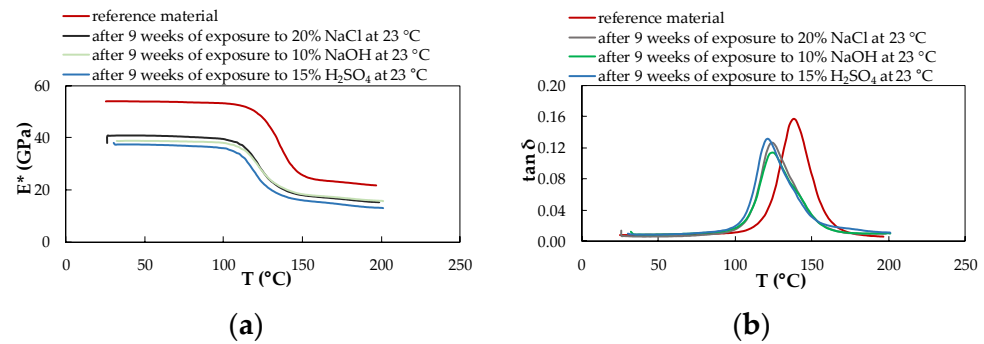 reference material
after 9 weeks of exposure to 20% NaCl at 23 °C
after 9 weeks of exposure to 10% NaOH at 23 °C
after 9 weeks of exposure to 15% H₂SO₄ at 23 °C
60
40
20
0
E* (GPa)
0 50 100 150 200 250
T (°C)
(a)
reference material
after 9 weeks of exposure to 20% NaCl at 23 °C
after 9 weeks of exposure to 10% NaOH at 23 °C
after 9 weeks of exposure to 15% H₂SO₄ at 23 °C
0.20
0.16
0.12
0.08
0.04
0.00
tan δ
0 50 100 150 200 250
T (°C)
(b)